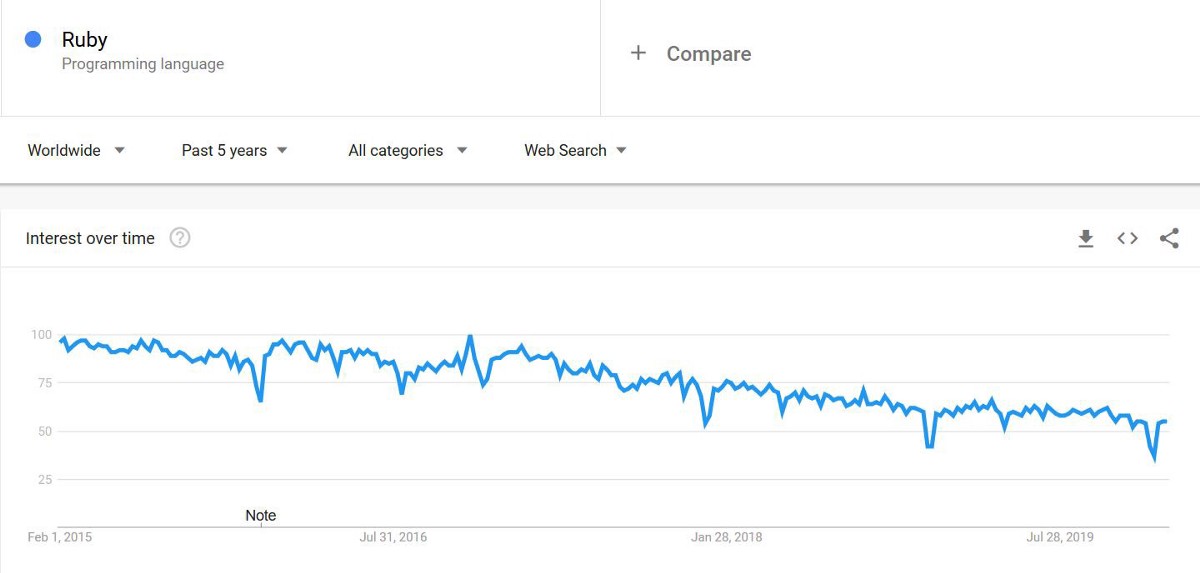 Ruby
Programming language
+ Compare
Worldwide
Past 5 years
All categories
Web Search
Interest over time ?
100
75
50
25
Note
Feb 1, 2015
Jul 31, 2016
Jan 28, 2018
Jul 28, 2019